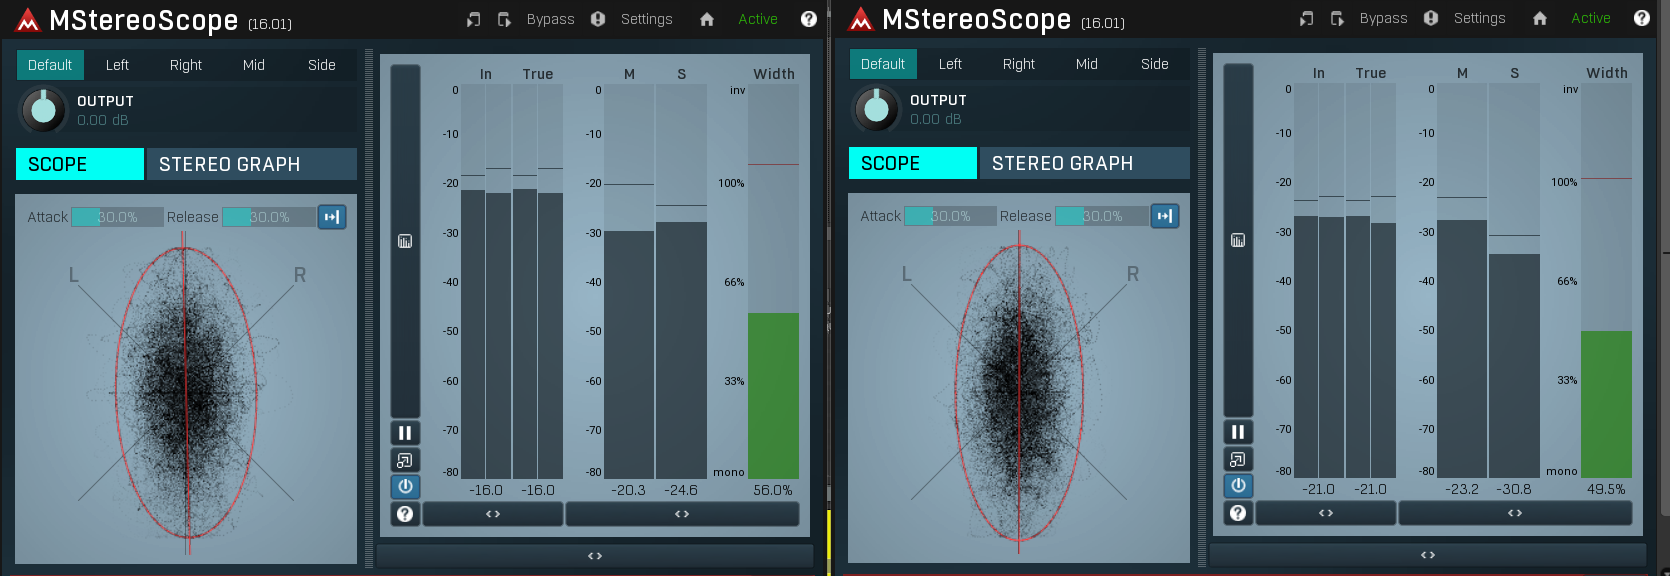 MStereoScope (16.01) Bypass Settings Active ?
Default Left Right Mid Side
OUTPUT
0.00 dB
SCOPE STEREO GRAPH
Attack 30.0% Release 30.0%
L R
In True M S Width
0 0 inv
-10 -10
-20 -20 100%
-30 -30
-40 -40 66%
-50 -50
-60 -60 33%
-70 -70
-80 -80 mono
-16.0 -16.0 -20.3 -24.6 56.0%
?
MStereoScope (16.01) Bypass Settings Active ?
Default Left Right Mid Side
OUTPUT
0.00 dB
SCOPE STEREO GRAPH
Attack 30.0% Release 30.0%
L R
In True M S Width
0 0 inv
-10 -10
-20 -20 100%
-30 -30
-40 -40 66%
-50 -50
-60 -60 33%
-70 -70
-80 -80 mono
-21.0 -21.0 -23.2 -30.8 49.5%
?